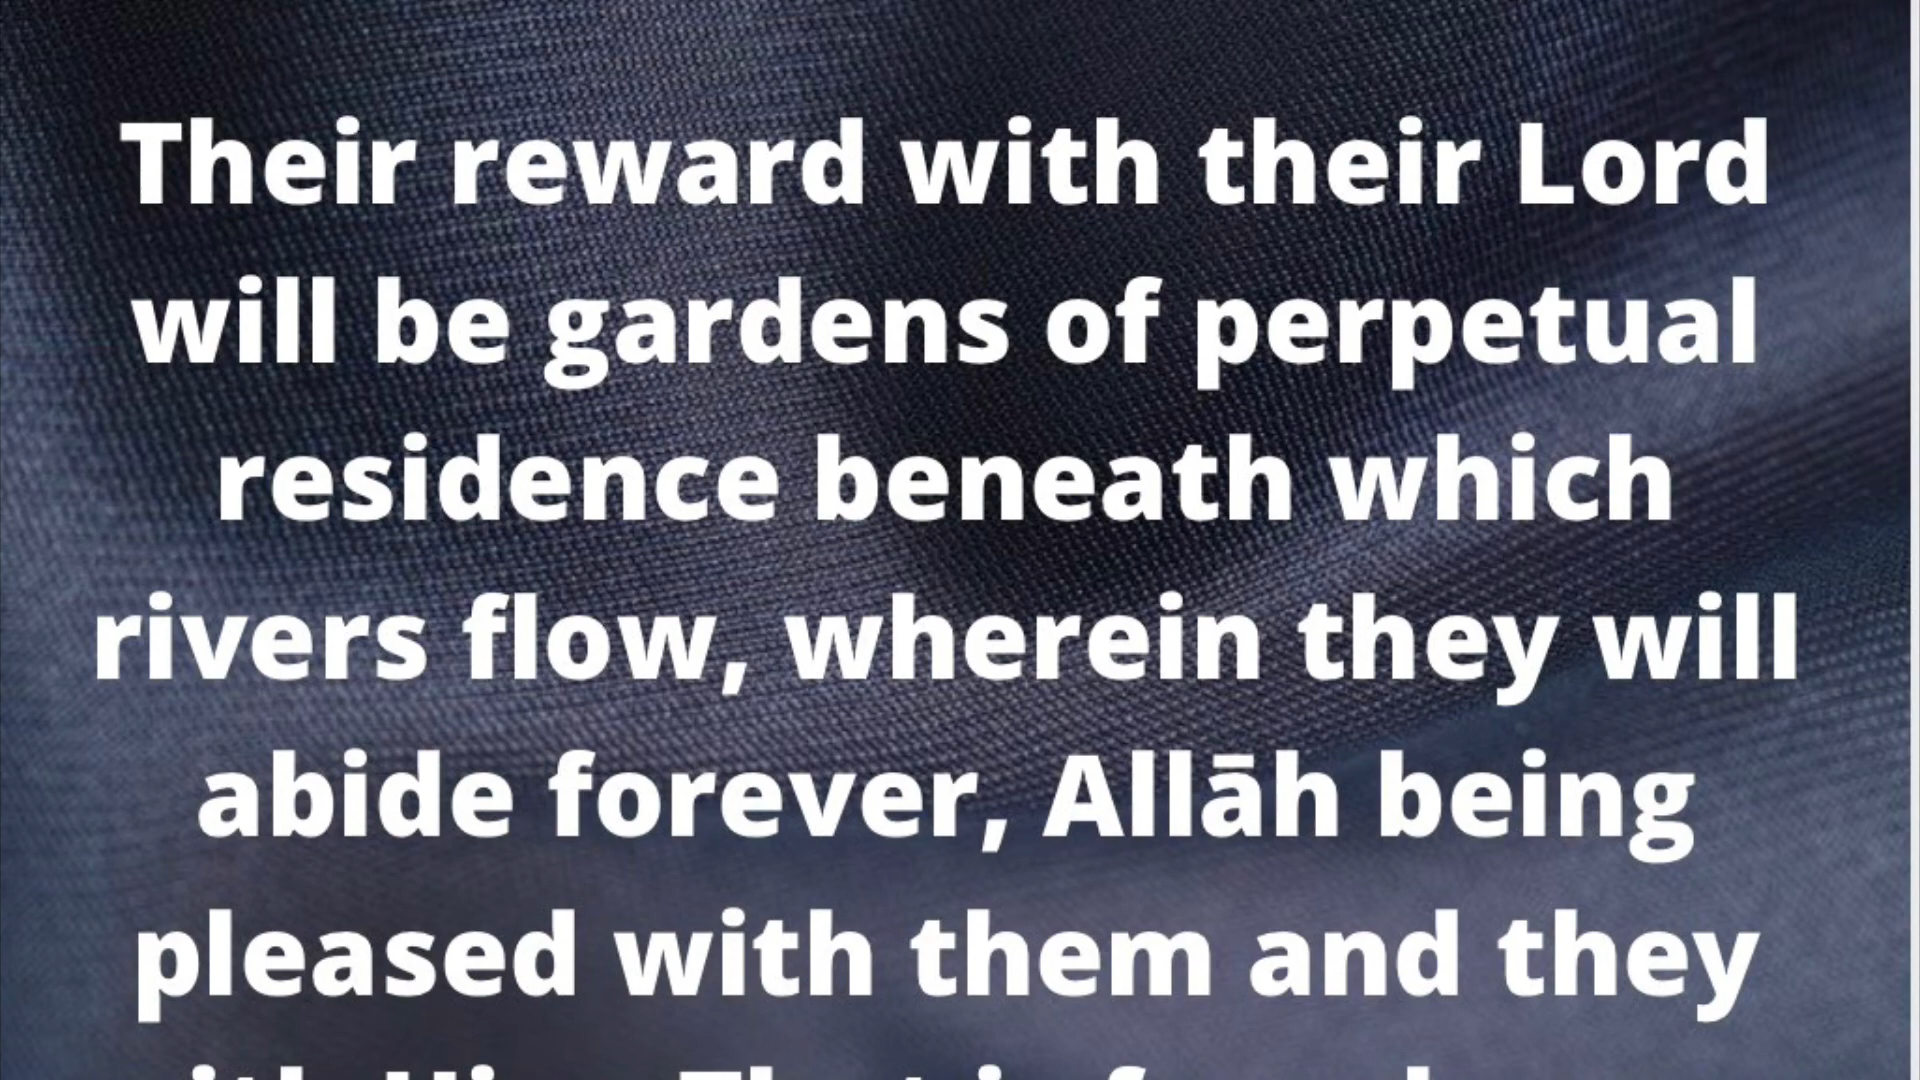 Their reward with their Lord
will be gardens of perpetual
residence beneath which
rivers flow, wherein they will
abide forever, Allāh being
pleased with them and they